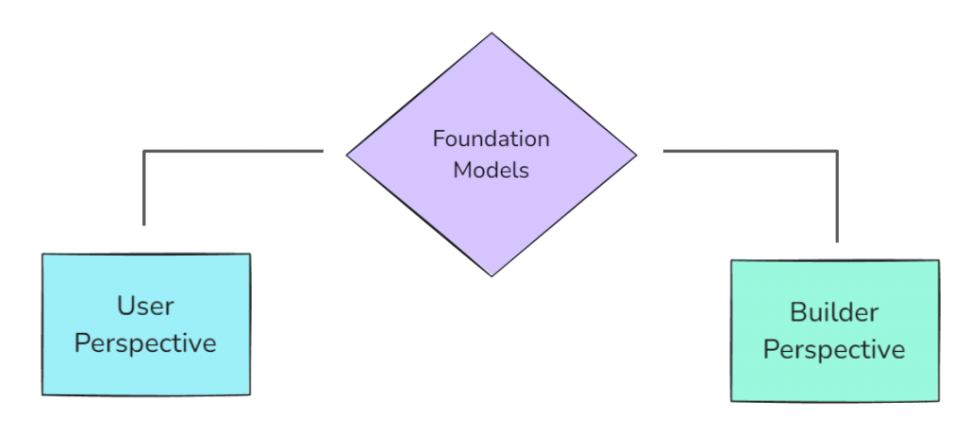 Foundation
Models
User
Perspective
Builder
Perspective